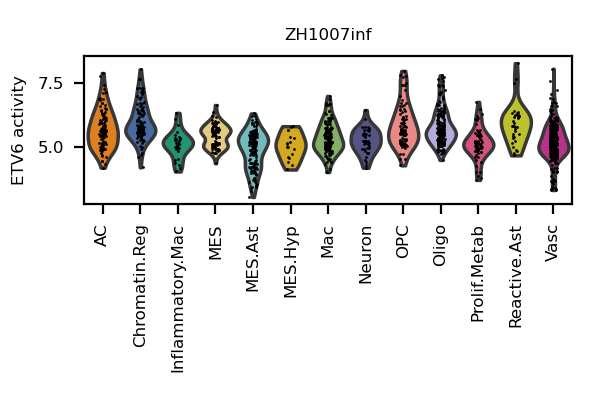 ZH1007inf
ETV6 activity
7.5
5.0
AC
Chromatin.Reg
Inflammatory.Mac
MES
MES.Ast
MES.Hyp
Mac
Neuron
OPC
Oligo
Prolif.Metab
Reactive.Ast
Vasc